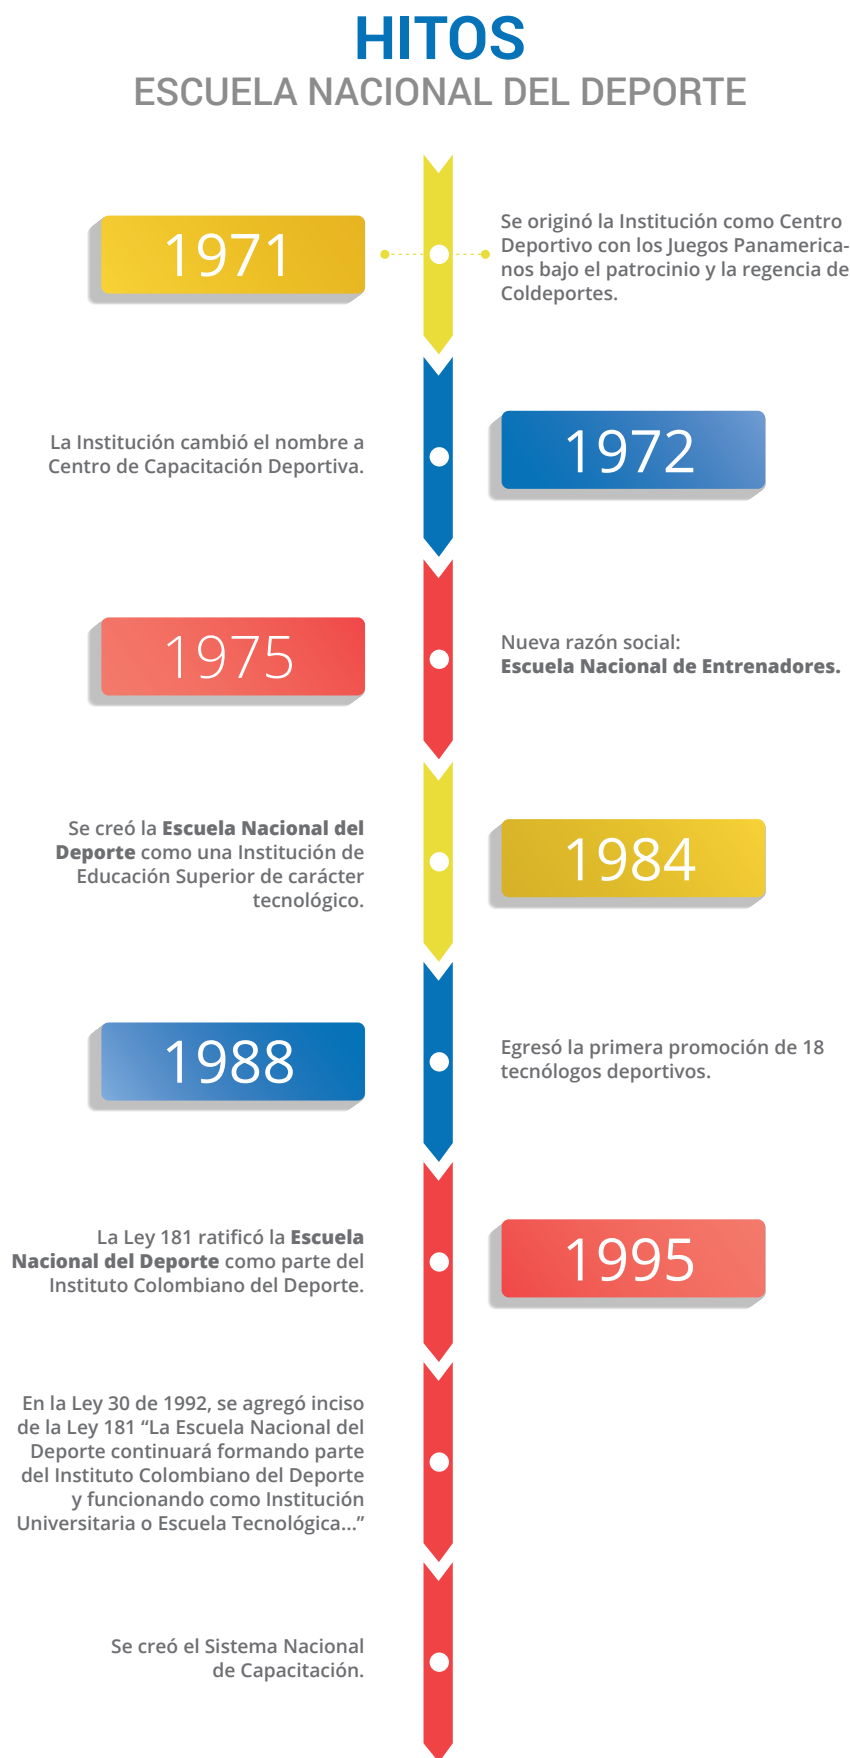 HITOS
ESCUELA NACIONAL DEL DEPORTE
1971
Se originó la Institución como Centro
Deportivo con los Juegos Panamerica-
nos bajo el patrocinio y la regencia de
Coldeportes.
La Institución cambió el nombre a
Centro de Capacitación Deportiva.
1972
1975
Nueva razón social:
Escuela Nacional de Entrenadores.
Se creó la Escuela Nacional del
Deporte como una Institución de
Educación Superior de carácter
tecnológico.
1984
1988
Egresó la primera promoción de 18
tecnólogos deportivos.
La Ley 181 ratificó la Escuela
Nacional del Deporte como parte del
Instituto Colombiano del Deporte.
1995
En la Ley 30 de 1992, se agregó inciso
de la Ley 181 “La Escuela Nacional del
Deporte continuará formando parte
del Instituto Colombiano del Deporte
y funcionando como Institución
Universitaria o Escuela Tecnológica...”
Se creó el Sistema Nacional
de Capacitación.